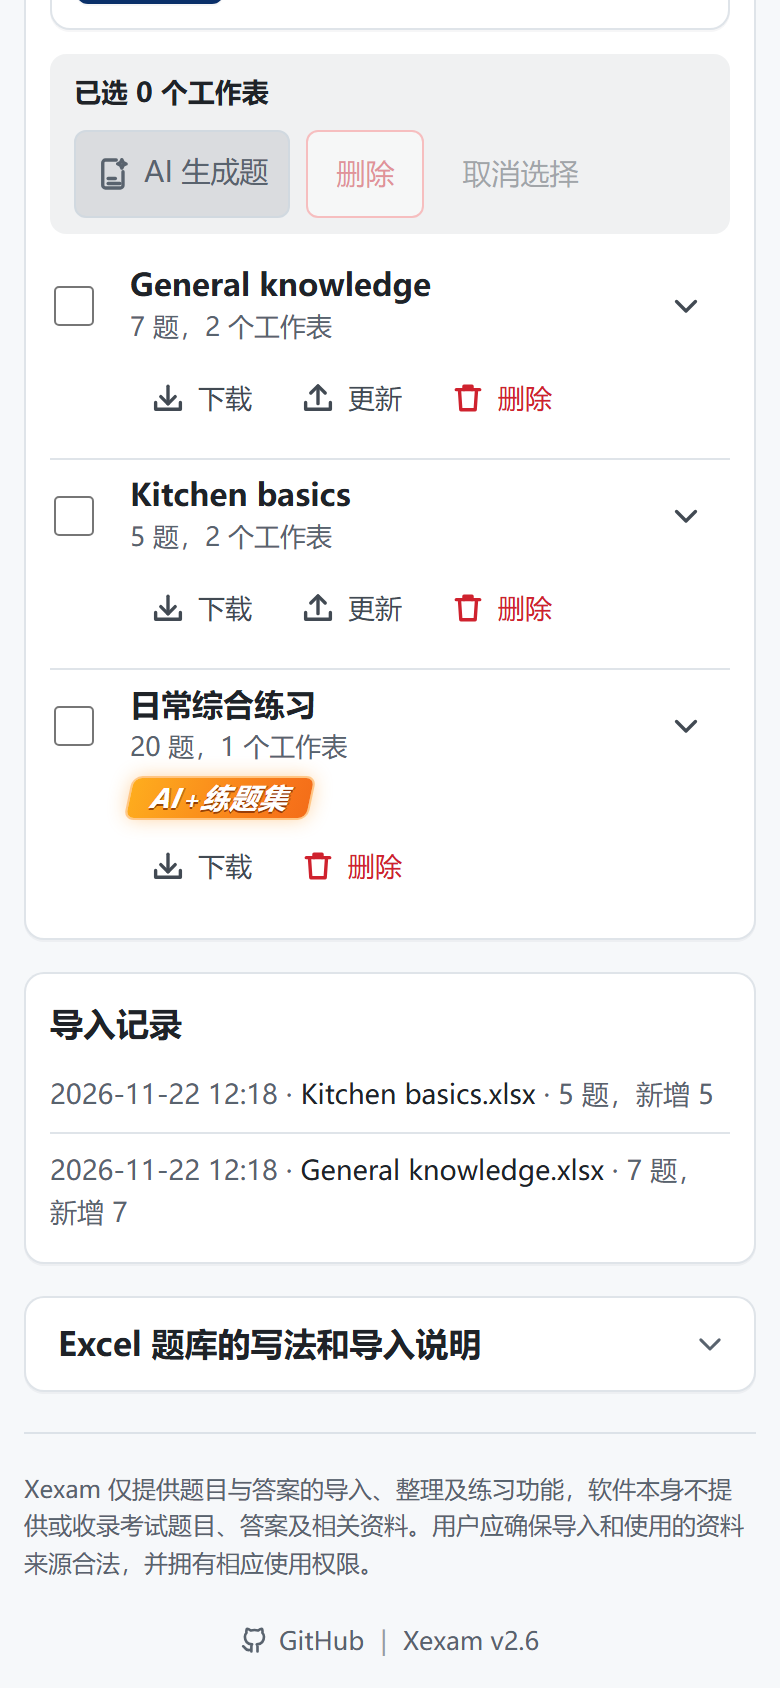 已选 0 个工作表
AI 生成题 删除 取消选择
General knowledge
7 题，2 个工作表
下载 更新 删除
Kitchen basics
5 题，2 个工作表
下载 更新 删除
日常综合练习
20 题，1 个工作表
AI+练题集
下载 删除
导入记录
2026-11-22 12:18 · Kitchen basics.xlsx · 5 题，新增 5
2026-11-22 12:18 · General knowledge.xlsx · 7 题，
新增 7
Excel 题库的写法和导入说明
Xexam 仅提供题目与答案的导入、整理及练习功能，软件本身不提
供或收录考试题目、答案及相关资料。用户应确保导入和使用的资料
来源合法，并拥有相应使用权限。
GitHub | Xexam v2.6